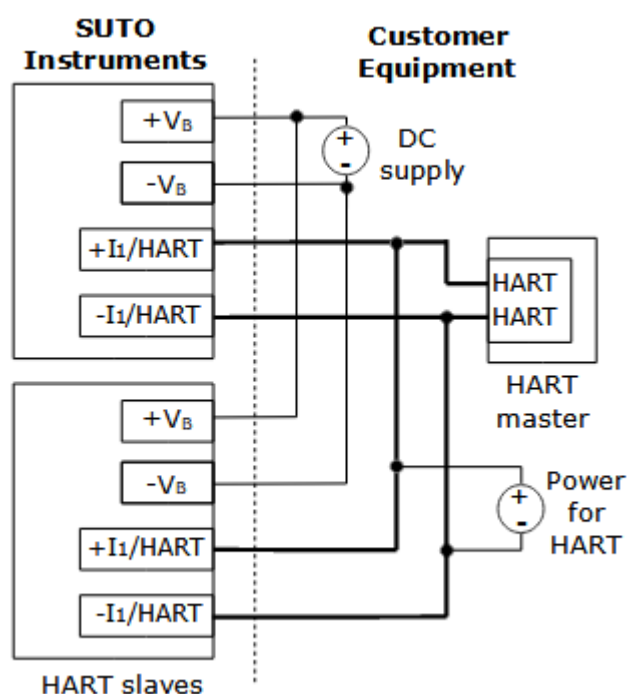 SUTO
Instruments
Customer
Equipment
+VB
-VB
+I1/HART
-I1/HART
+
-
DC
supply
HART
HART
HART
master
+VB
-VB
+I1/HART
-I1/HART
+
-
Power
for
HART
HART slaves